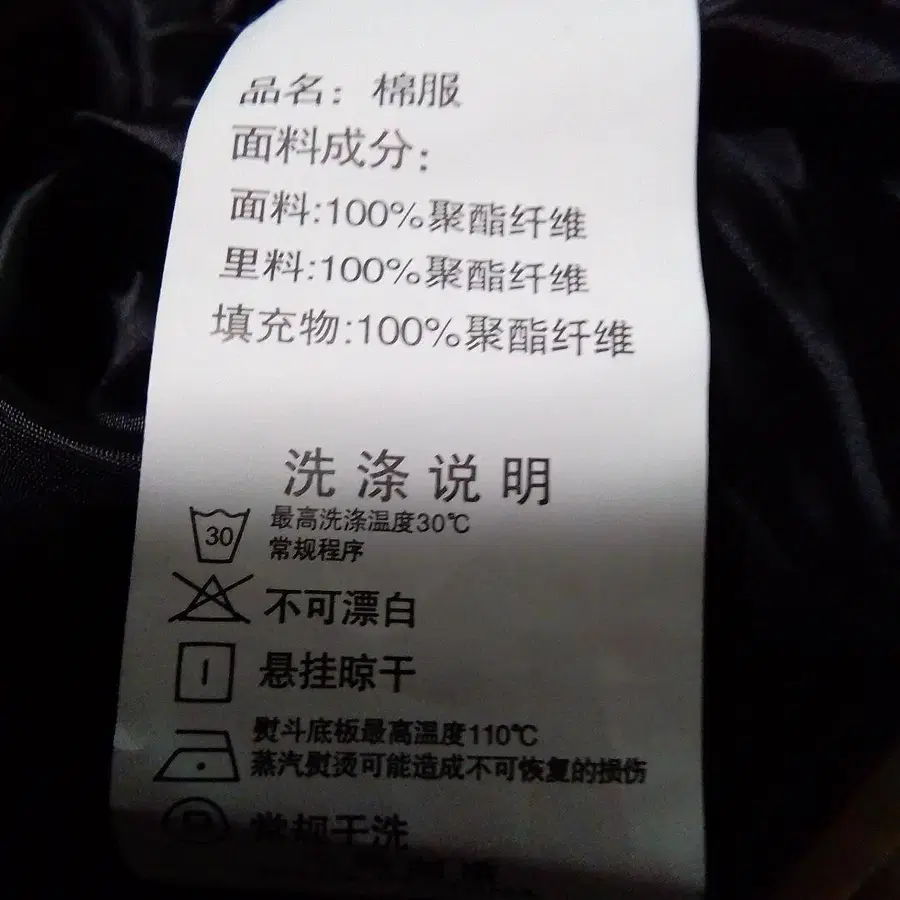 品名：棉服
面料成分：
面料:100%聚酯纤维
里料:100%聚酯纤维
填充物:100%聚酯纤维
洗涤说明
30
最高洗涤温度30℃
常规程序
不可漂白
悬挂晾干
熨斗底板最高温度110℃
蒸汽熨烫可能造成不可恢复的损伤
常规干洗